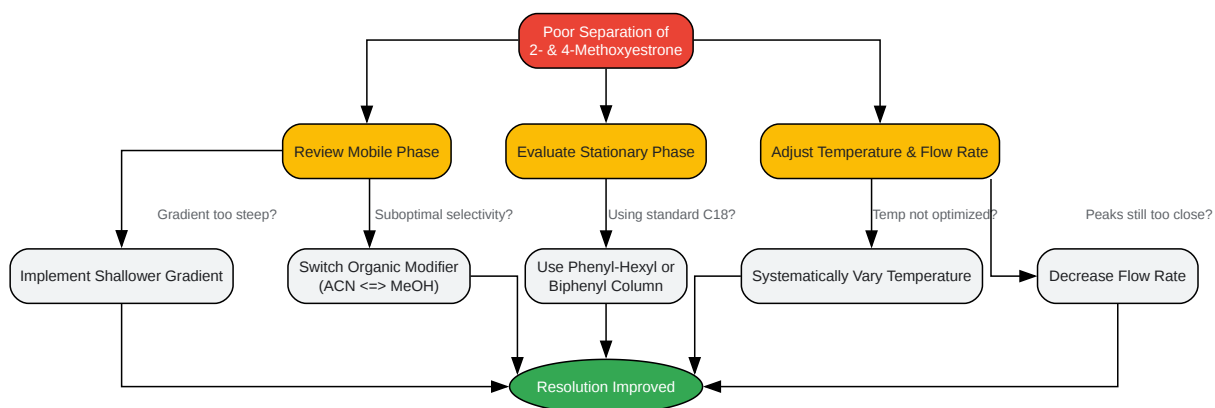 Poor Separation of
2- & 4-Methoxyestrone
Review Mobile Phase
Evaluate Stationary Phase
Adjust Temperature & Flow Rate
Gradient too steep?
Suboptimal selectivity?
Using standard C18?
Temp not optimized?
Peaks still too close?
Implement Shallower Gradient
Switch Organic Modifier
(ACN <=> MeOH)
Use Phenyl-Hexyl or
Biphenyl Column
Systematically Vary Temperature
Decrease Flow Rate
Resolution Improved